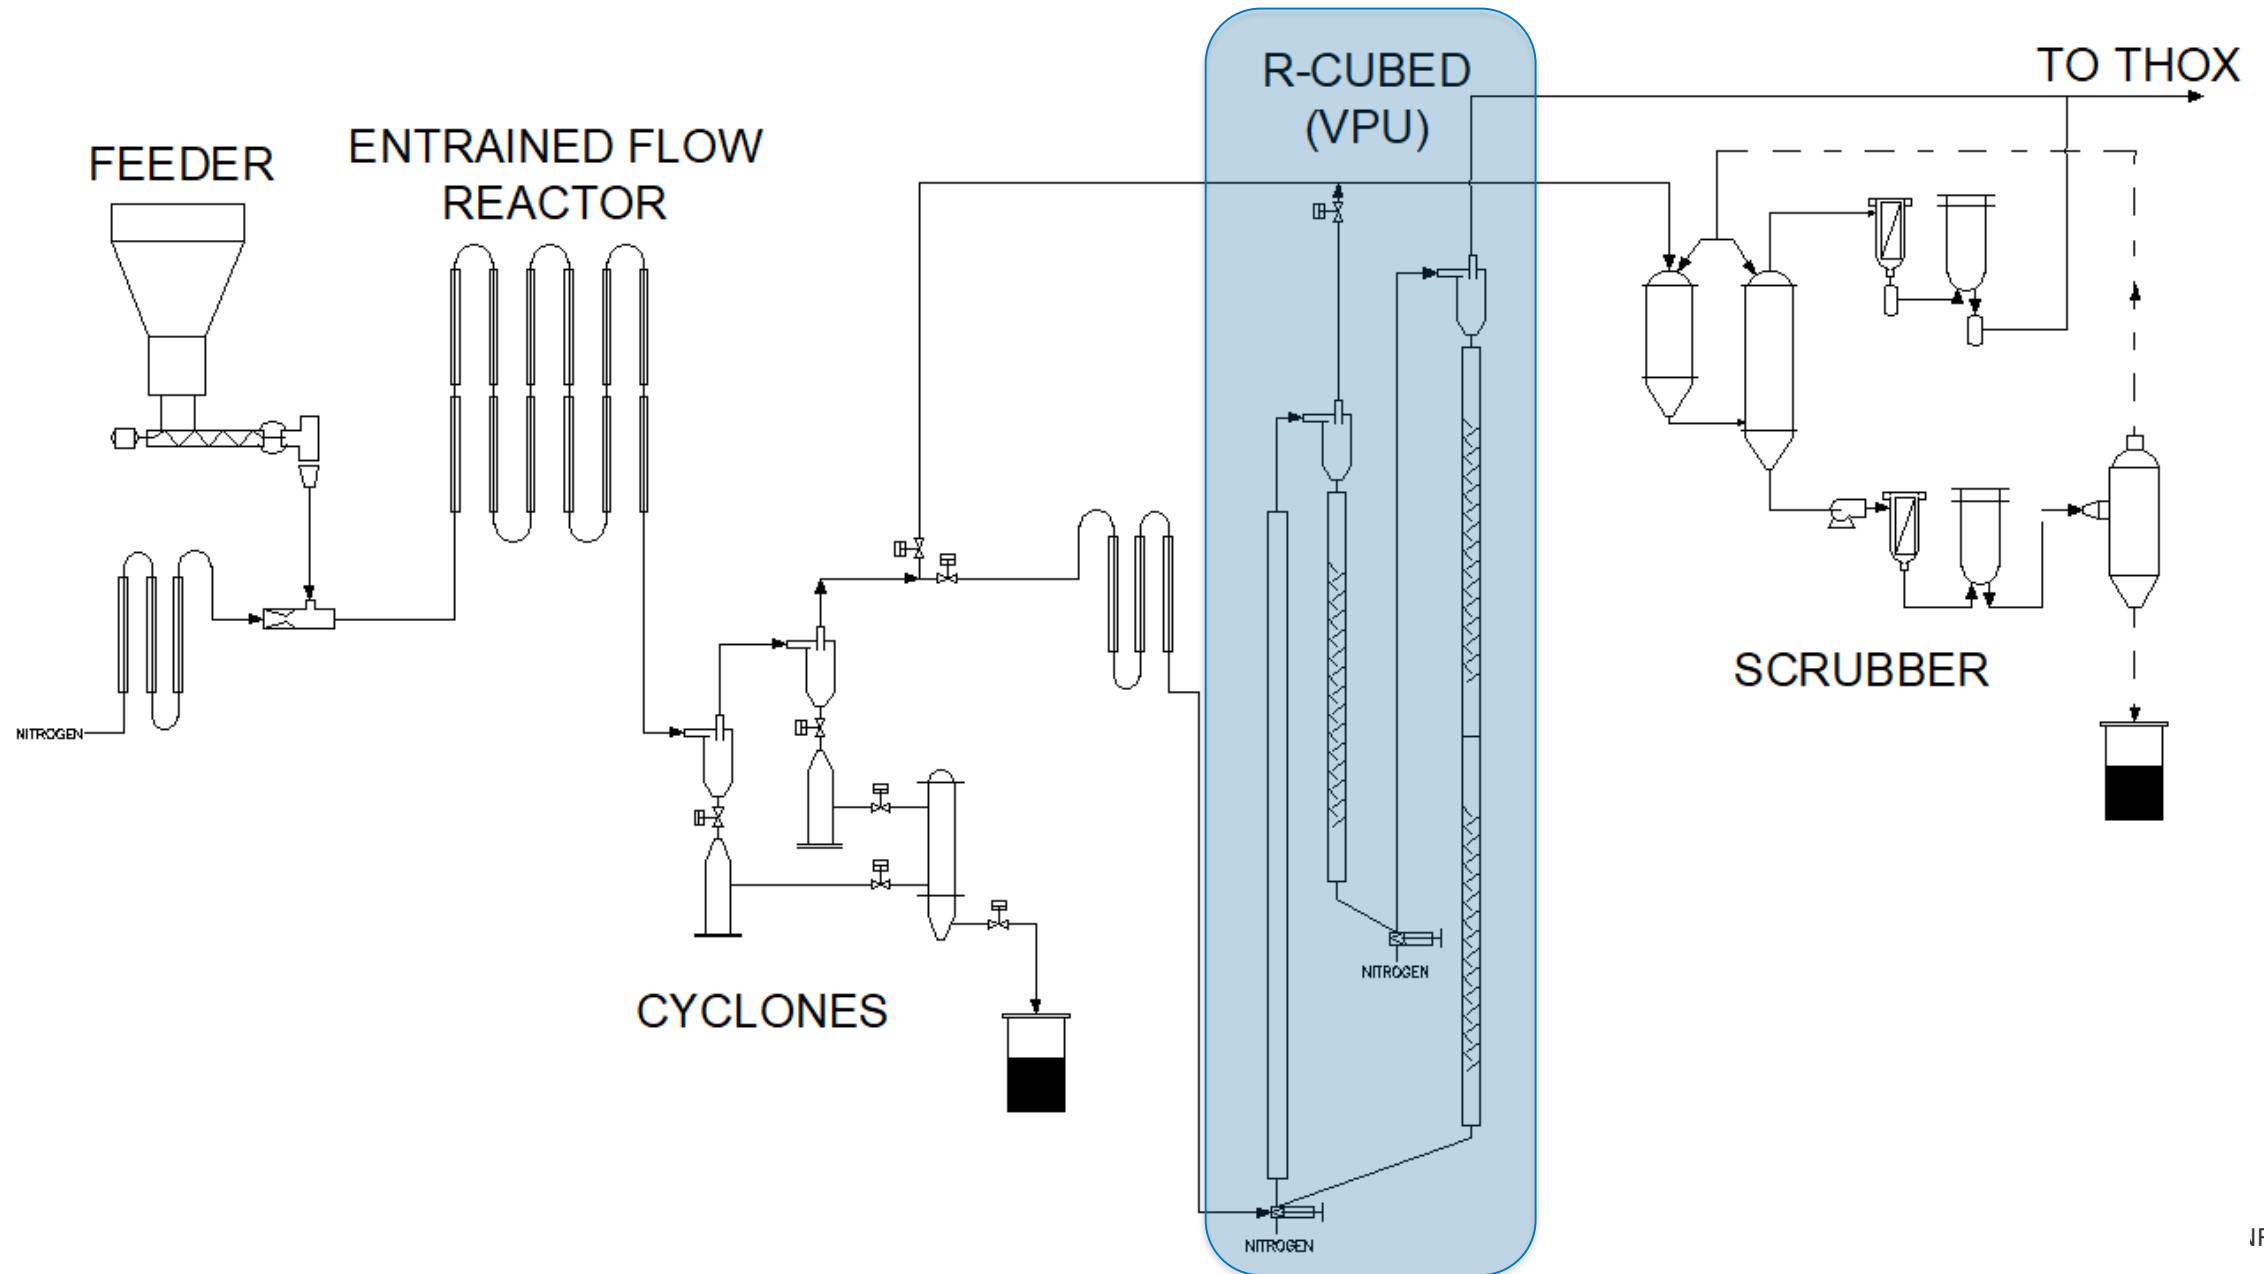 FEEDER
ENTRAINED FLOW
REACTOR
R-CUBED
(VPU)
TO THOX
NITROGEN
CYCLONES
NITROGEN
NITROGEN
SCRUBBER